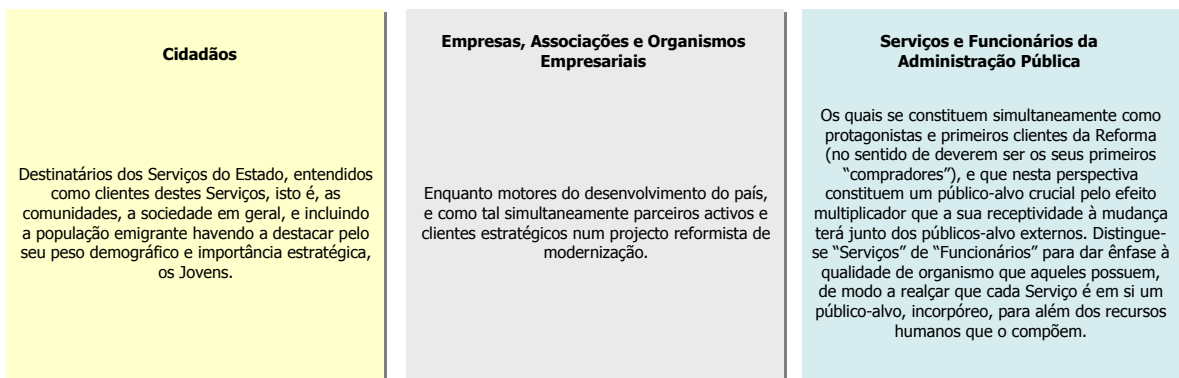 Cidadãos
Destinatários dos Serviços do Estado, entendidos
como clientes destes Serviços, isto é, as
comunidades, a sociedade em geral, e incluindo
a população emigrante havendo a destacar pelo
seu peso demográfico e importância estratégica,
os Jovens.
Empresas, Associações e Organismos
Empresariais
Enquanto motores do desenvolvimento do país,
e como tal simultaneamente parceiros activos e
clientes estratégicos num projecto reformista de
modernização.
Serviços e Funcionários da
Administração Pública
Os quais se constituem simultaneamente como
protagonistas e primeiros clientes da Reforma
(no sentido de deverem ser os seus primeiros
“compradores”), e que nesta perspectiva
constituem um público-alvo crucial pelo efeito
multiplicador que a sua receptividade à mudança
terá junto dos públicos-alvo externos. Distingue-
se “Serviços” de “Funcionários” para dar ênfase à
qualidade de organismo que aqueles possuem,
de modo a realçar que cada Serviço é em si um
público-alvo, incorpóreo, para além dos recursos
humanos que o compõem.